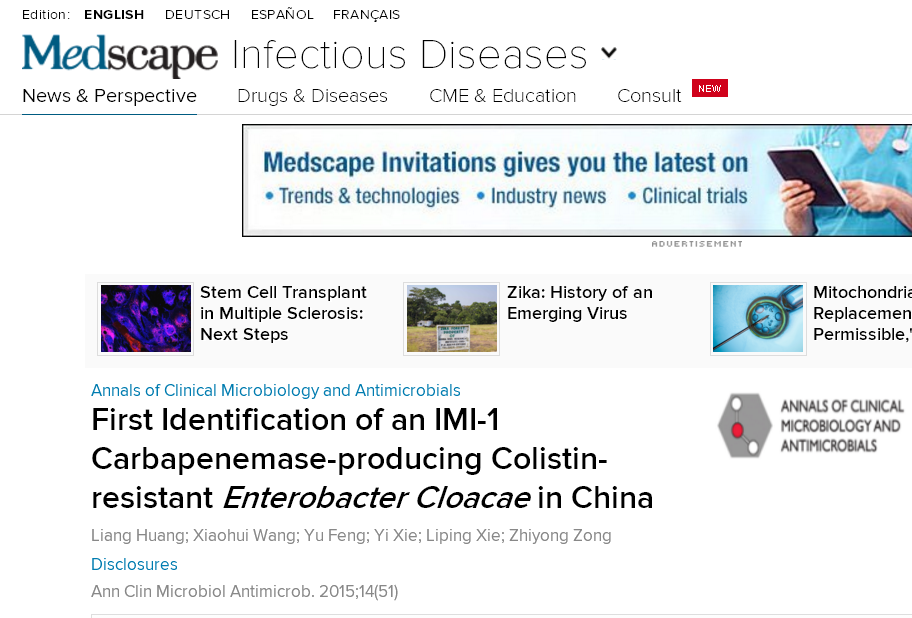 Edition: ENGLISH DEUTSCH ESPAÑOL FRANÇAIS
Medscape Infectious Diseases
News & Perspective Drugs & Diseases CME & Education Consult NEW
Medscape Invitations gives you the latest on
• Trends & technologies • Industry news • Clinical trials
ADVERTISEMENT
Stem Cell Transplant
in Multiple Sclerosis:
Next Steps
Zika: History of an
Emerging Virus
Mitochondria
Replacemen
Permissible,"
Annals of Clinical Microbiology and Antimicrobials
First Identification of an IMI-1
Carbapenemase-producing Colistin-
resistant Enterobacter Cloacae in China
ANNALS OF CLINICAL
MICROBIOLOGY AND
ANTIMICROBIALS
Liang Huang; Xiaohui Wang; Yu Feng; Yi Xie; Liping Xie; Zhiyong Zong
Disclosures
Ann Clin Microbiol Antimicrob. 2015;14(51)